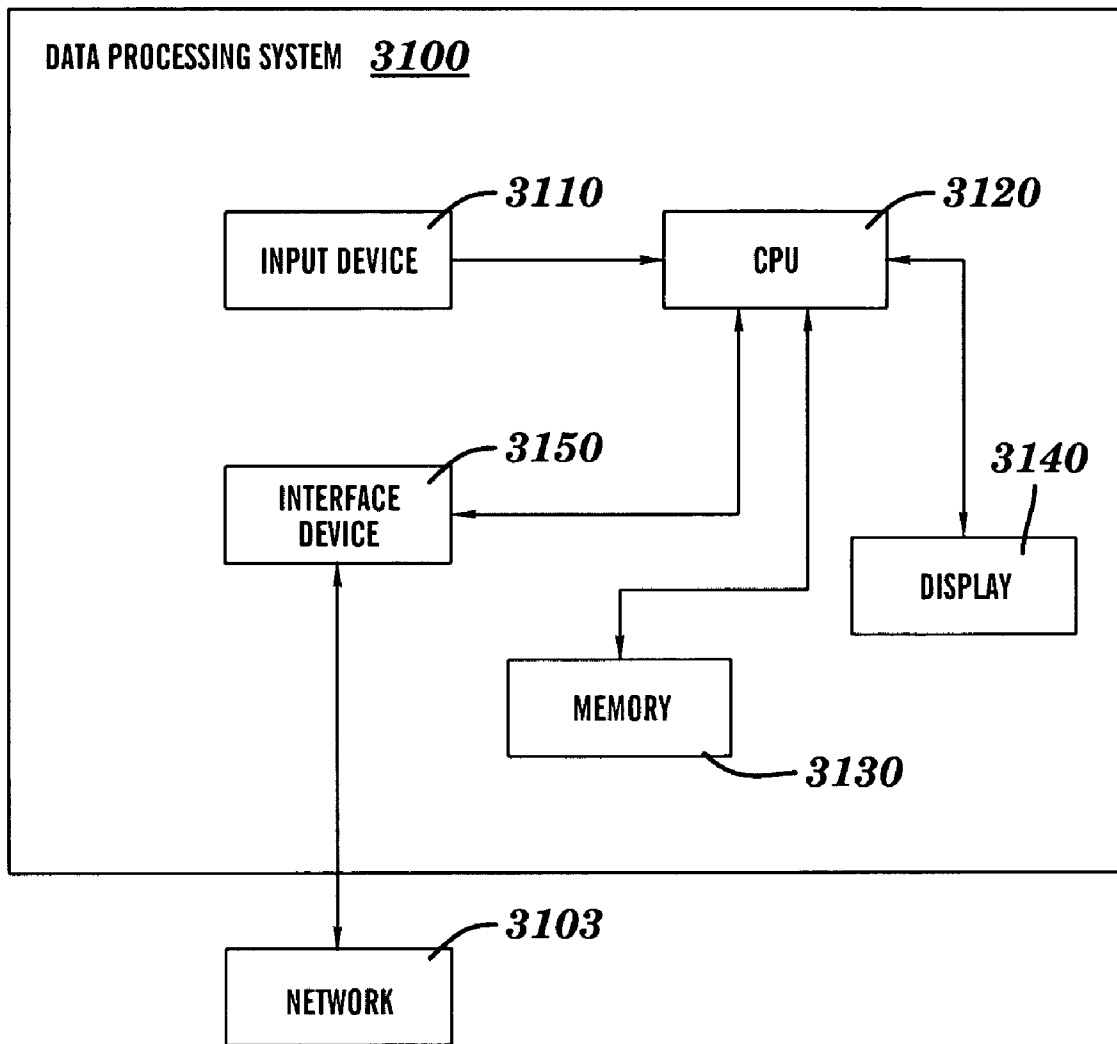 DATA PROCESSING SYSTEM 3100
3110
INPUT DEVICE
3120
CPU
3150
INTERFACE
DEVICE
3140
DISPLAY
MEMORY
3130
3103
NETWORK